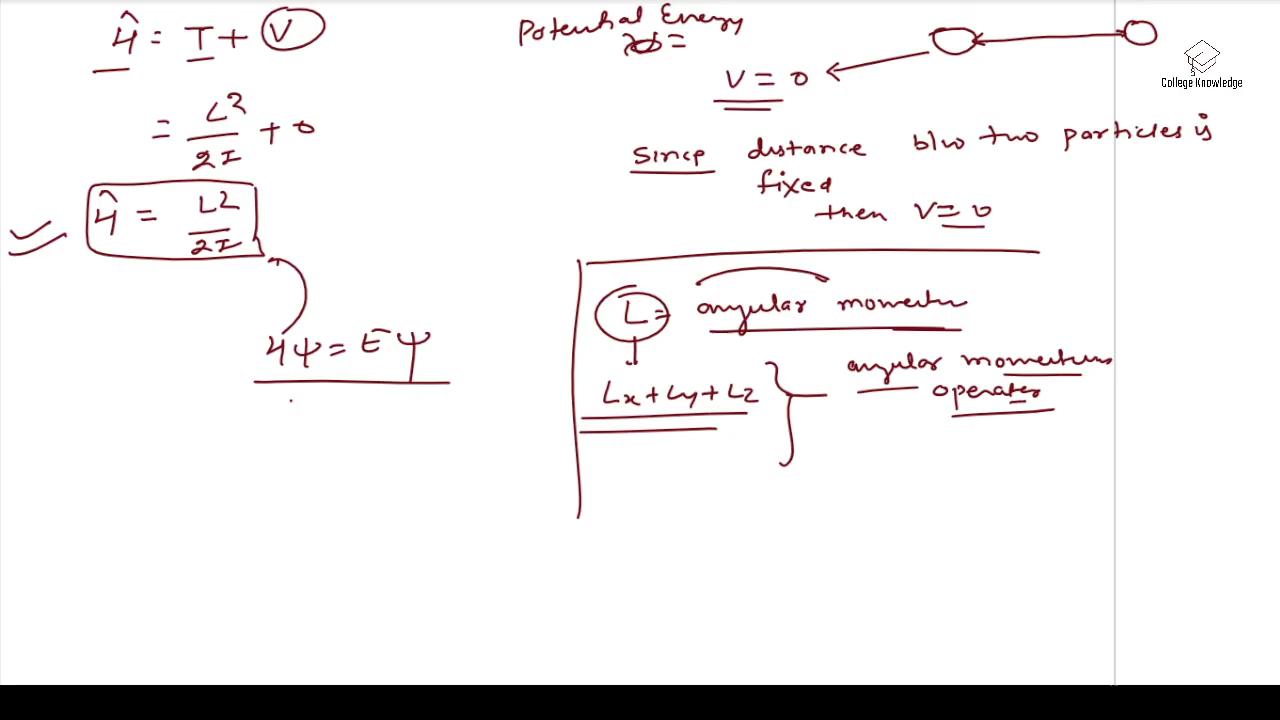 Ĥ = T + V
= L²/2I + 0
Ĥ = L²/2I
Hψ = Eψ
Potential Energy
=
V = 0
Since distance b/w two particles is
fixed
then V = 0
L = angular momentum
Lx + Ly + Lz
angular momentum
operator
College Knowledge